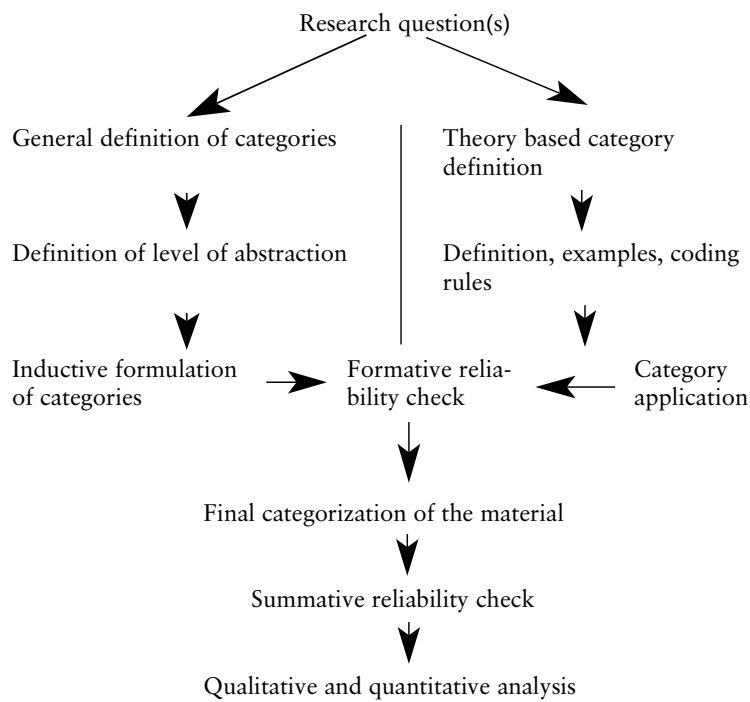 Research question(s)
General definition of categories
Theory based category
definition
Definition of level of abstraction
Definition, examples, coding
rules
Inductive formulation
of categories
Formative relia-
bility check
Category
application
Final categorization of the material
Summative reliability check
Qualitative and quantitative analysis